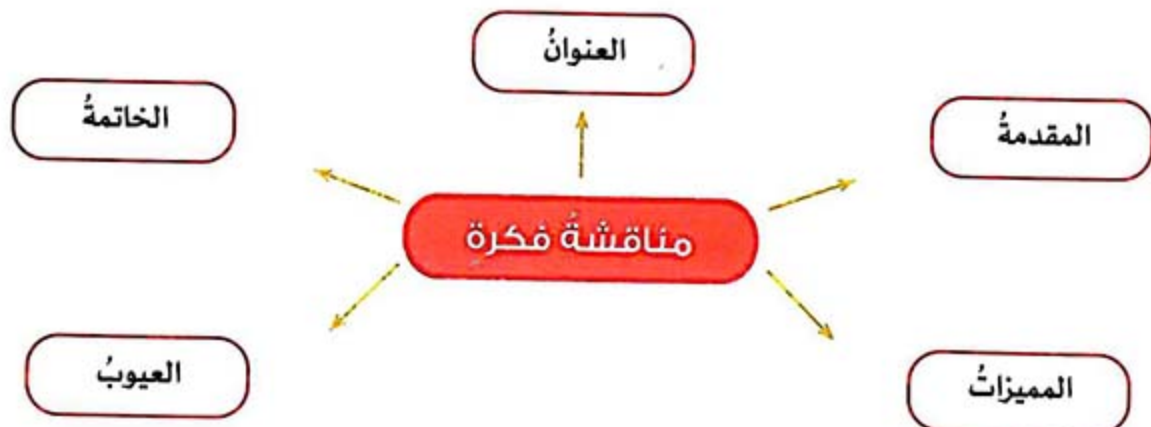 العنوانُ
المقدمةُ
الخاتمةُ
مناقشةُ فكرةٍ
المميزاتُ
العيوبُ